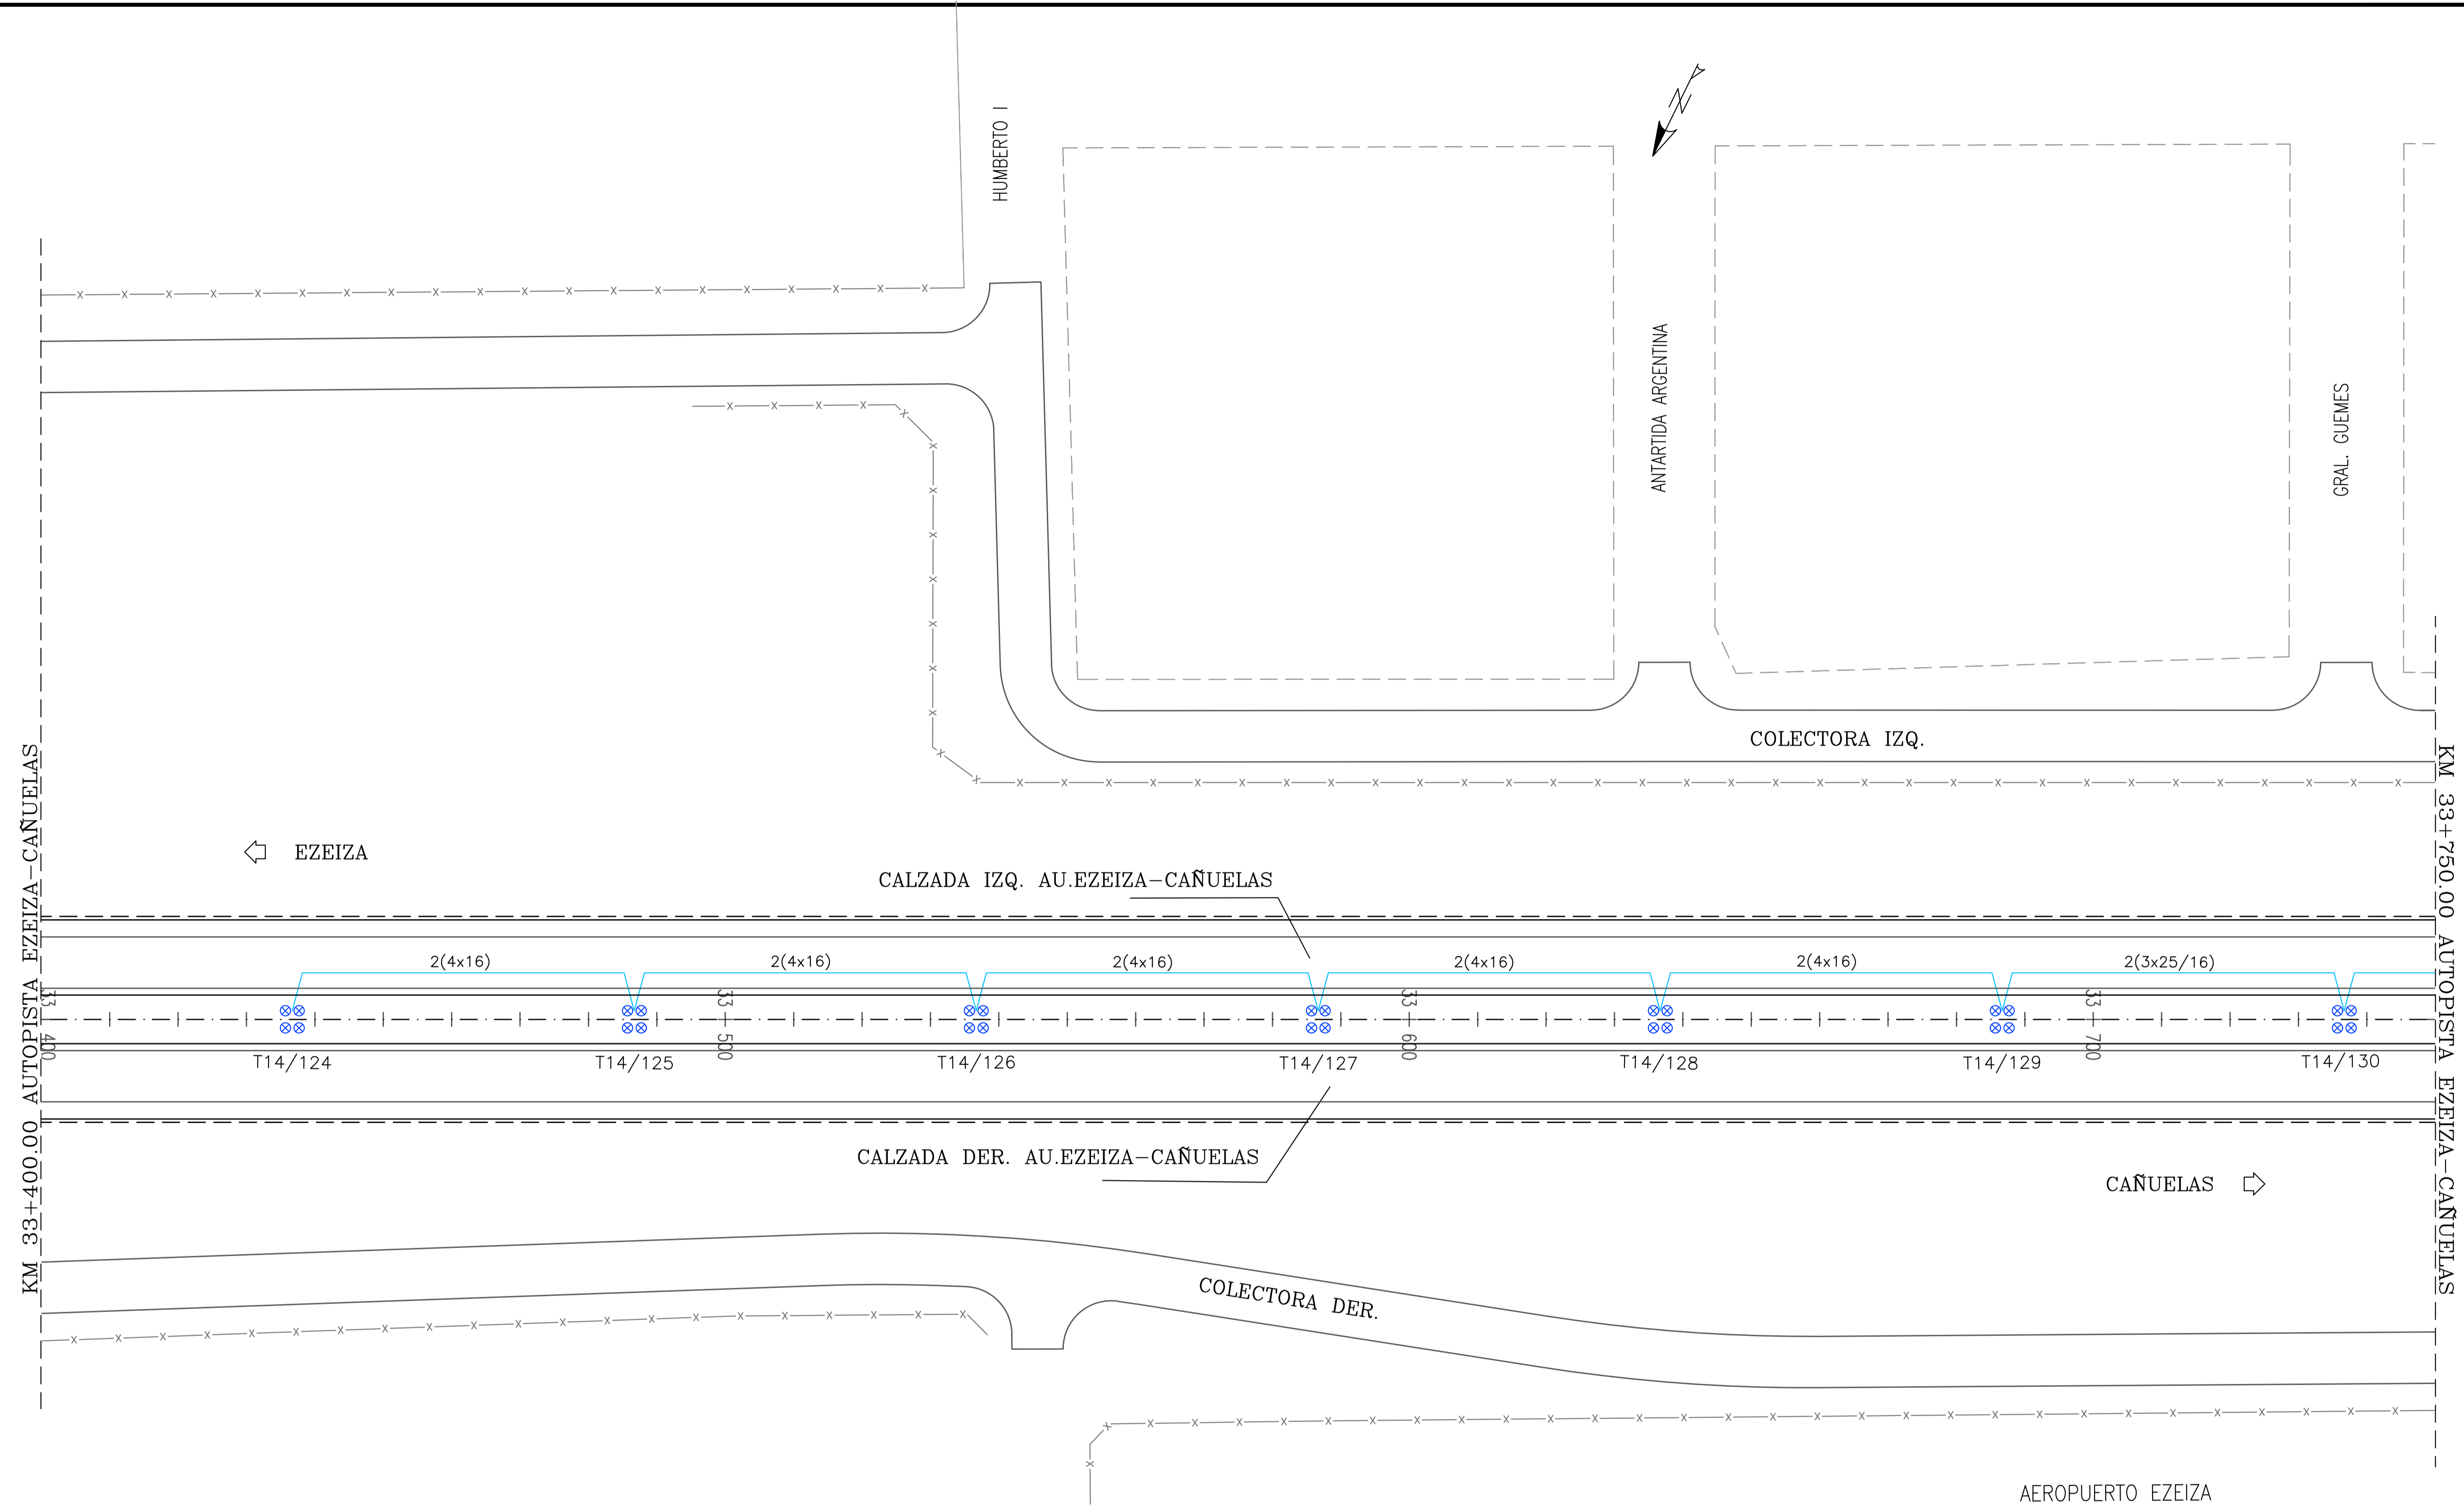 HUMBERTO I
N
ANTARTIDA ARGENTINA
GRAL. GUEMES
COLECTORA IZQ.
KM 33+400.00 AUTOPISTA EZEIZA-CAÑUELAS
KM 33+750.00 AUTOPISTA EZEIZA-CAÑUELAS
EZEIZA
CALZADA IZQ. AU.EZEIZA-CAÑUELAS
2(4x16) 2(4x16) 2(4x16) 2(4x16) 2(4x16) 2(3x25/16)
33 33 33 33
400 500 600 700
T14/124 T14/125 T14/126 T14/127 T14/128 T14/129 T14/130
CALZADA DER. AU.EZEIZA-CAÑUELAS
CAÑUELAS
COLECTORA DER.
AEROPUERTO EZEIZA